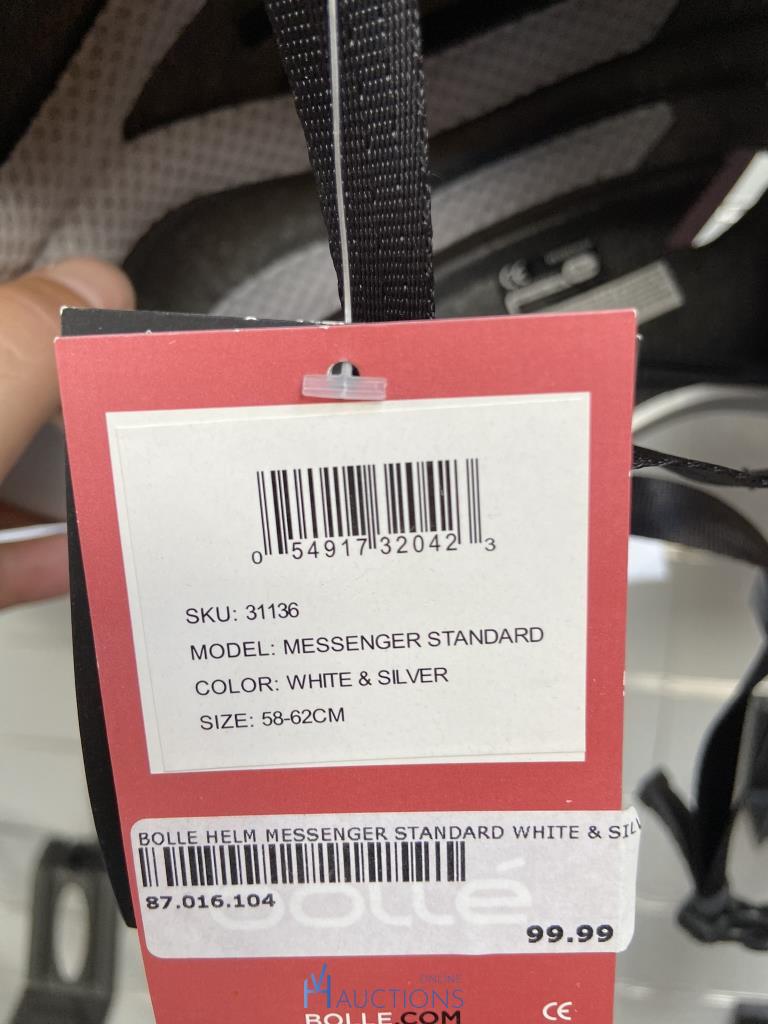 0 54917 32042 3
SKU: 31136
MODEL: MESSENGER STANDARD
COLOR: WHITE & SILVER
SIZE: 58-62CM
BOLLE HELM MESSENGER STANDARD WHITE & SIL
87.016.104
bollé
99.99
ONLINE
AUCTIONS
BOLLE.COM
CE
CE